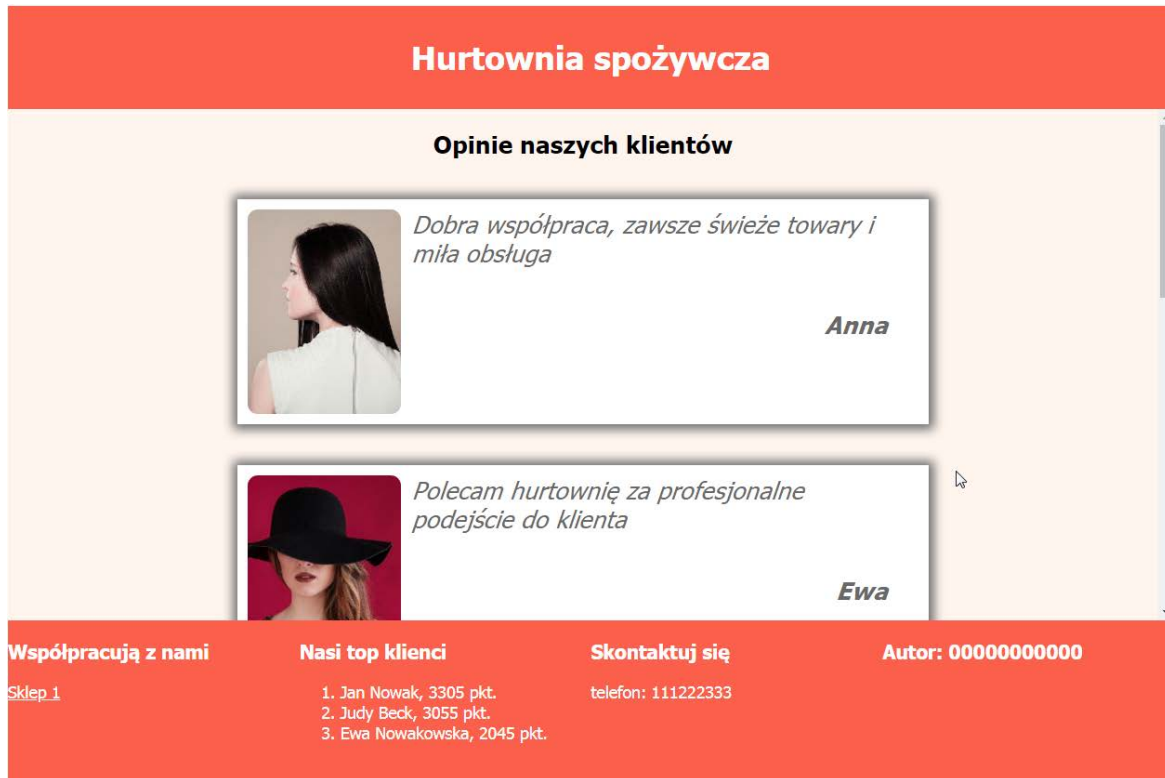 Hurtownia spożywcza
Opinie naszych klientów
Dobra współpraca, zawsze świeże towary i
miła obsługa
Anna
Polecam hurtownię za profesjonalne
podejście do klienta
Ewa
Współpracują z nami
Sklep 1
Nasi top klienci
1. Jan Nowak, 3305 pkt.
2. Judy Beck, 3055 pkt.
3. Ewa Nowakowska, 2045 pkt.
Skontaktuj się
telefon: 111222333
Autor: 00000000000